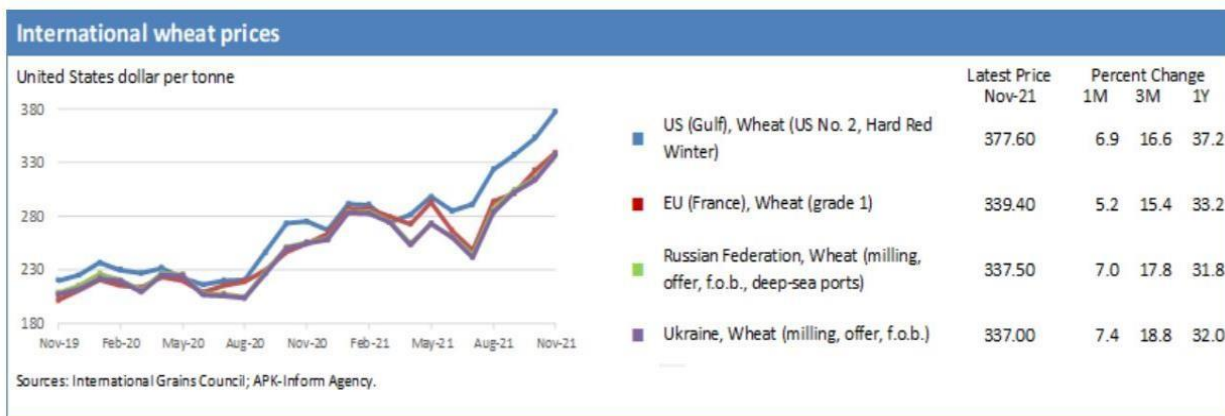 International wheat prices
United States dollar per tonne
Latest Price Percent Change
Nov-21 1M 3M 1Y
380
330
280
230
180
Nov-19 Feb-20 May-20 Aug-20 Nov-20 Feb-21 May-21 Aug-21 Nov-21
US (Gulf), Wheat (US No. 2, Hard Red
Winter)
377.60 6.9 16.6 37.2
EU (France), Wheat (grade 1) 339.40 5.2 15.4 33.2
Russian Federation, Wheat (milling,
offer, f.o.b., deep-sea ports)
337.50 7.0 17.8 31.8
Ukraine, Wheat (milling, offer, f.o.b.) 337.00 7.4 18.8 32.0
Sources: International Grains Council; APK-Inform Agency.